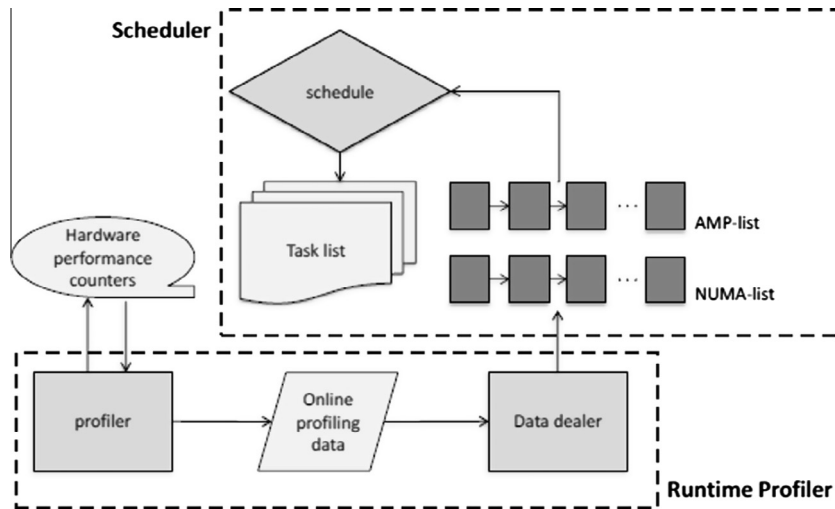 Scheduler
schedule
Task list
AMP-list
NUMA-list
Hardware
performance
counters
profiler
Online
profiling
data
Data dealer
Runtime Profiler